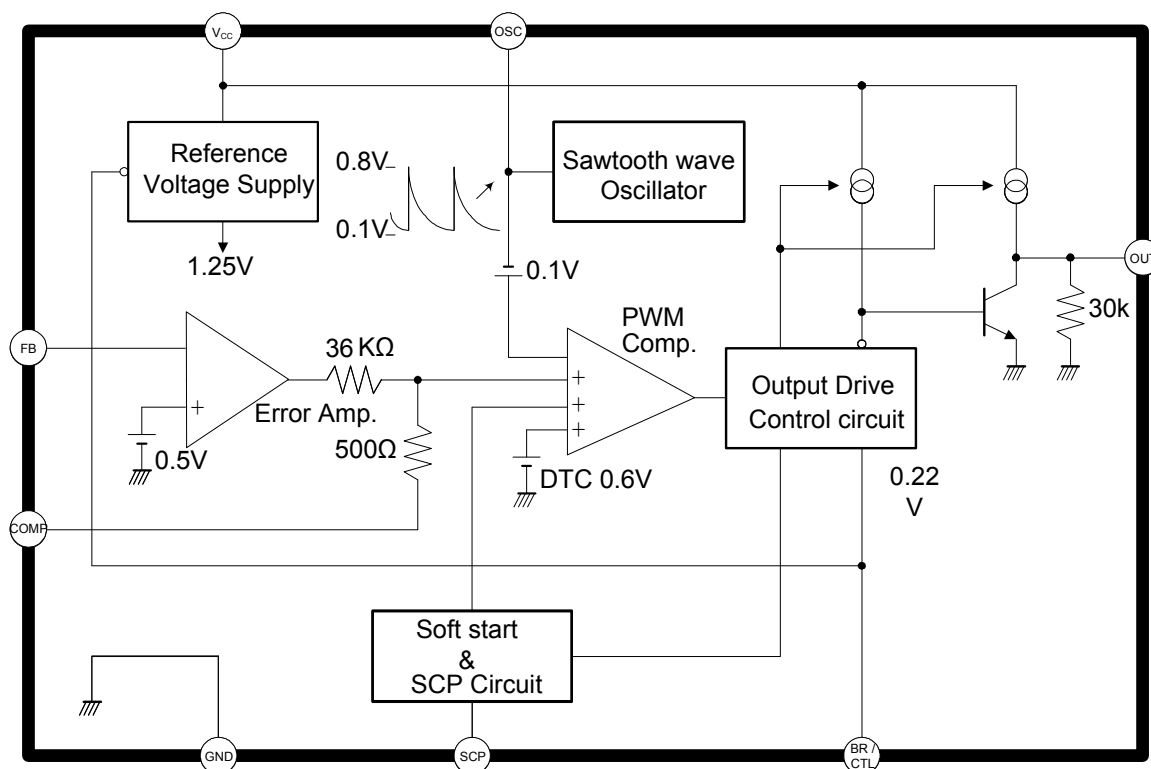 VCC
OSC
Reference
Voltage Supply
0.8V
0.1V
Sawtooth wave
Oscillator
1.25V
0.1V
OUT
30k
FB
36 KΩ
PWM
Comp.
+
Error Amp.
0.5V
500Ω
+
+
+
DTC 0.6V
Output Drive
Control circuit
0.22
V
COMP
Soft start
&
SCP Circuit
GND
SCP
BR /
CTL